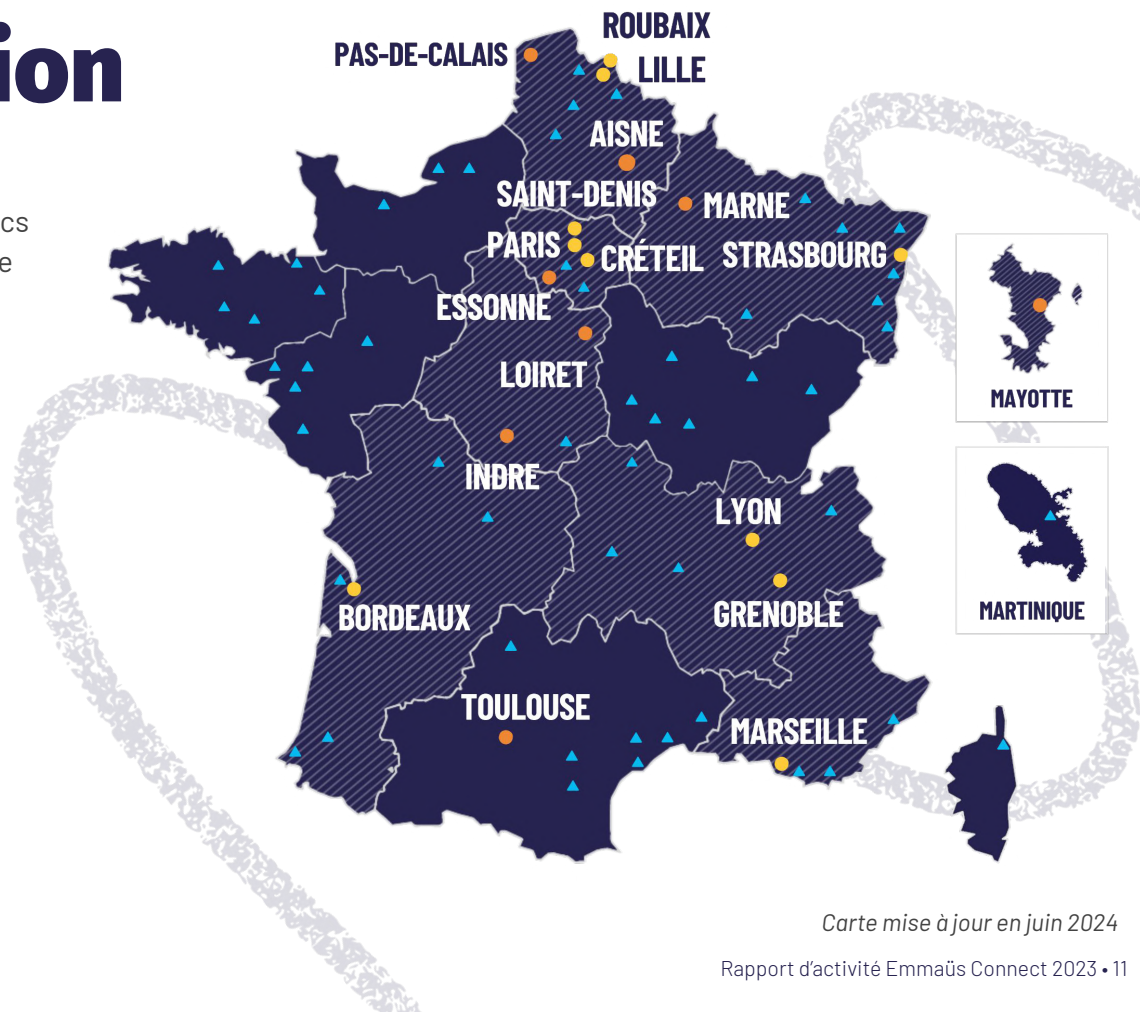 ion
cs
e
ROUBAIX
PAS-DE-CALAIS
LILLE
AISNE
SAINT-DENIS
MARNE
PARIS
CRÉTEIL
STRASBOURG
ESSONNE
LOIRET
MAYOTTE
INDRE
LYON
BORDEAUX
GRENOBLE
MARTINIQUE
TOULOUSE
MARSEILLE
Carte mise à jour en juin 2024
Rapport d'activité Emmaüs Connect 2023 • 11